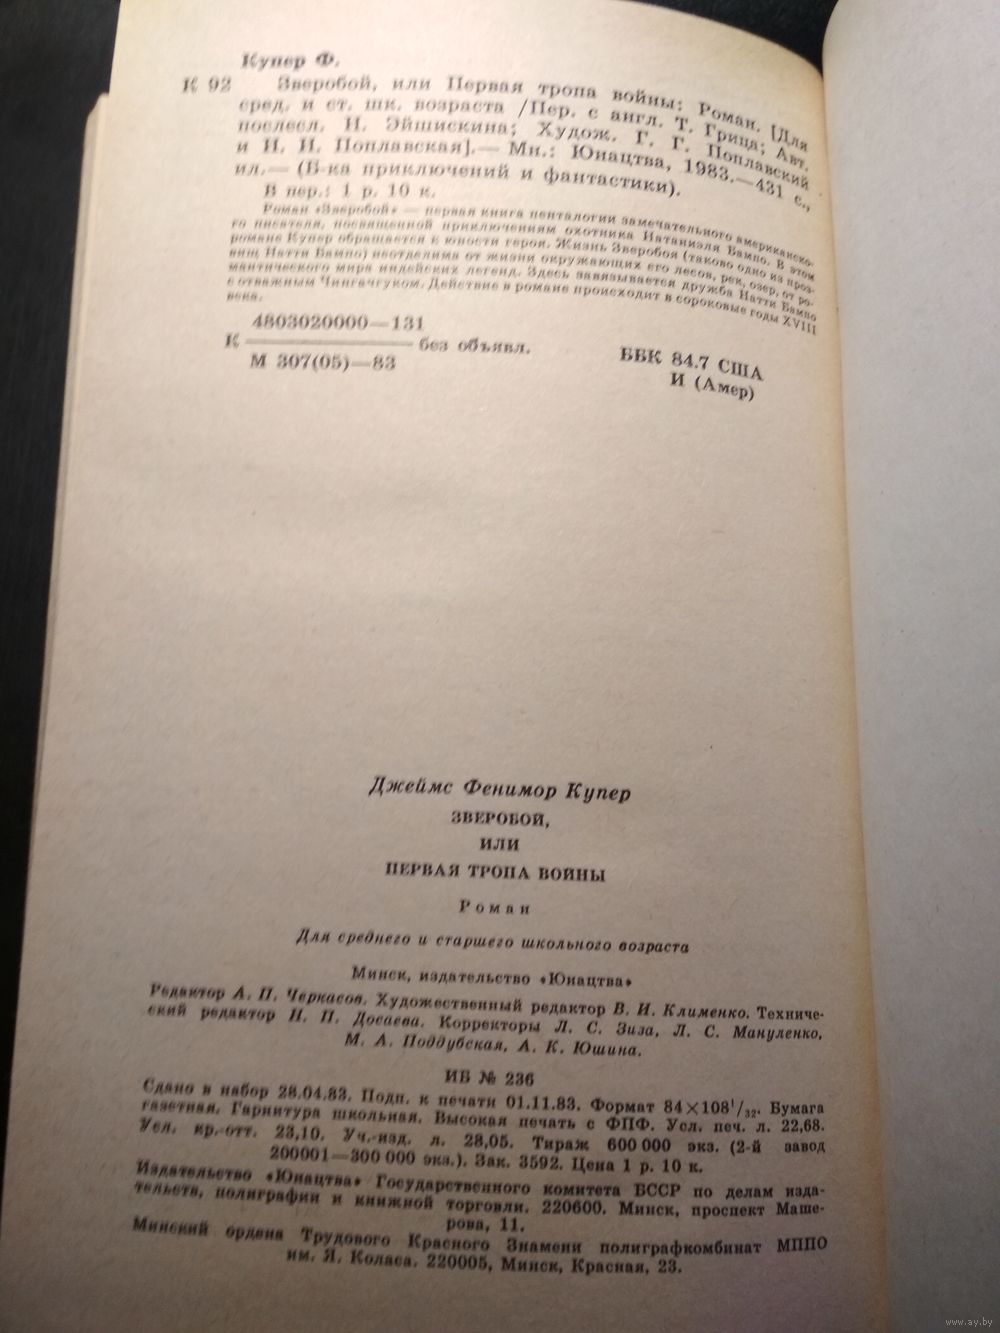 Купер Ф.
К 92 Зверобой, или Первая тропа войны: Роман. [Для
сред. и ст. шк. возраста /Пер. с англ. Т. Грица; Авт.
послесл. Н. Эйшискина; Худож. Г. Г. Поплавский
и Н. И. Поплавская].— Мн.: Юнацтва, 1983.—431 с.,
ил.— (Б-ка приключений и фантастики).
В пер.: 1 р. 10 к.
Роман «Зверобой» — первая книга пенталогии замечательного американско-
го писателя, посвященной приключениям охотника Натаниэля Бампо. В этом
романе Купер обращается к юности героя. Жизнь Зверобоя (таково одно из проз-
вищ Натти Бампо) неотделима от жизни окружающих его лесов, рек, озер, от ро-
мантического мира индейских легенд. Здесь завязывается дружба Натти Бампо
с отважным Чингачгуком. Действие в романе происходит в сороковые годы XVIII
века.
4803020000—131
К без объявл.
М 307(05)—83
ББК 84.7 США
И (Амер)
Джеймс Фенимор Купер
ЗВЕРОБОЙ,
ИЛИ
ПЕРВАЯ ТРОПА ВОЙНЫ
Роман
Для среднего и старшего школьного возраста
Минск, издательство «Юнацтва»
Редактор А. П. Черкасов. Художественный редактор В. И. Клименко. Техниче-
ский редактор Н. П. Досаева. Корректоры Л. С. Зиза, Л. С. Мануленко,
М. А. Поддубская, А. К. Юшина.
ИБ № 236
Сдано в набор 28.04.83. Подп. к печати 01.11.83. Формат 84×108¹/₃₂. Бумага
газетная. Гарнитура школьная. Высокая печать с ФПФ. Усл. печ. л. 22,68.
Усл. кр.-отт. 23,10. Уч.-изд. л. 28,05. Тираж 600 000 экз. (2-й завод
200001—300 000 экз.). Зак. 3592. Цена 1 р. 10 к.
Издательство «Юнацтва» Государственного комитета БССР по делам изда-
тельств, полиграфии и книжной торговли. 220600. Минск, проспект Маше-
рова, 11.
Минский ордена Трудового Красного Знамени полиграфкомбинат МППО
им. Я. Коласа. 220005, Минск, Красная, 23.
www.ay.by